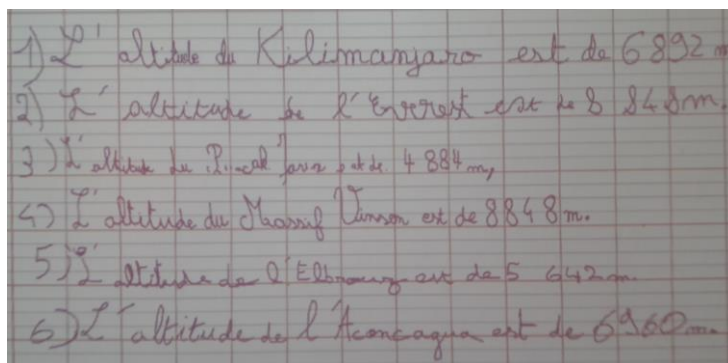 1) L'altitude du Kilimanjaro est de 6892 m
2) L'altitude de l'Everest est de 8 848m
3) L'altitude du est de 4 884 m,
4) L'altitude du Massif Vinson est de 8848m.
5) L'altitude de l'Elbrouz est de 5 642 m.
6) L'altitude de l'Aconcagua est de 6960 m.